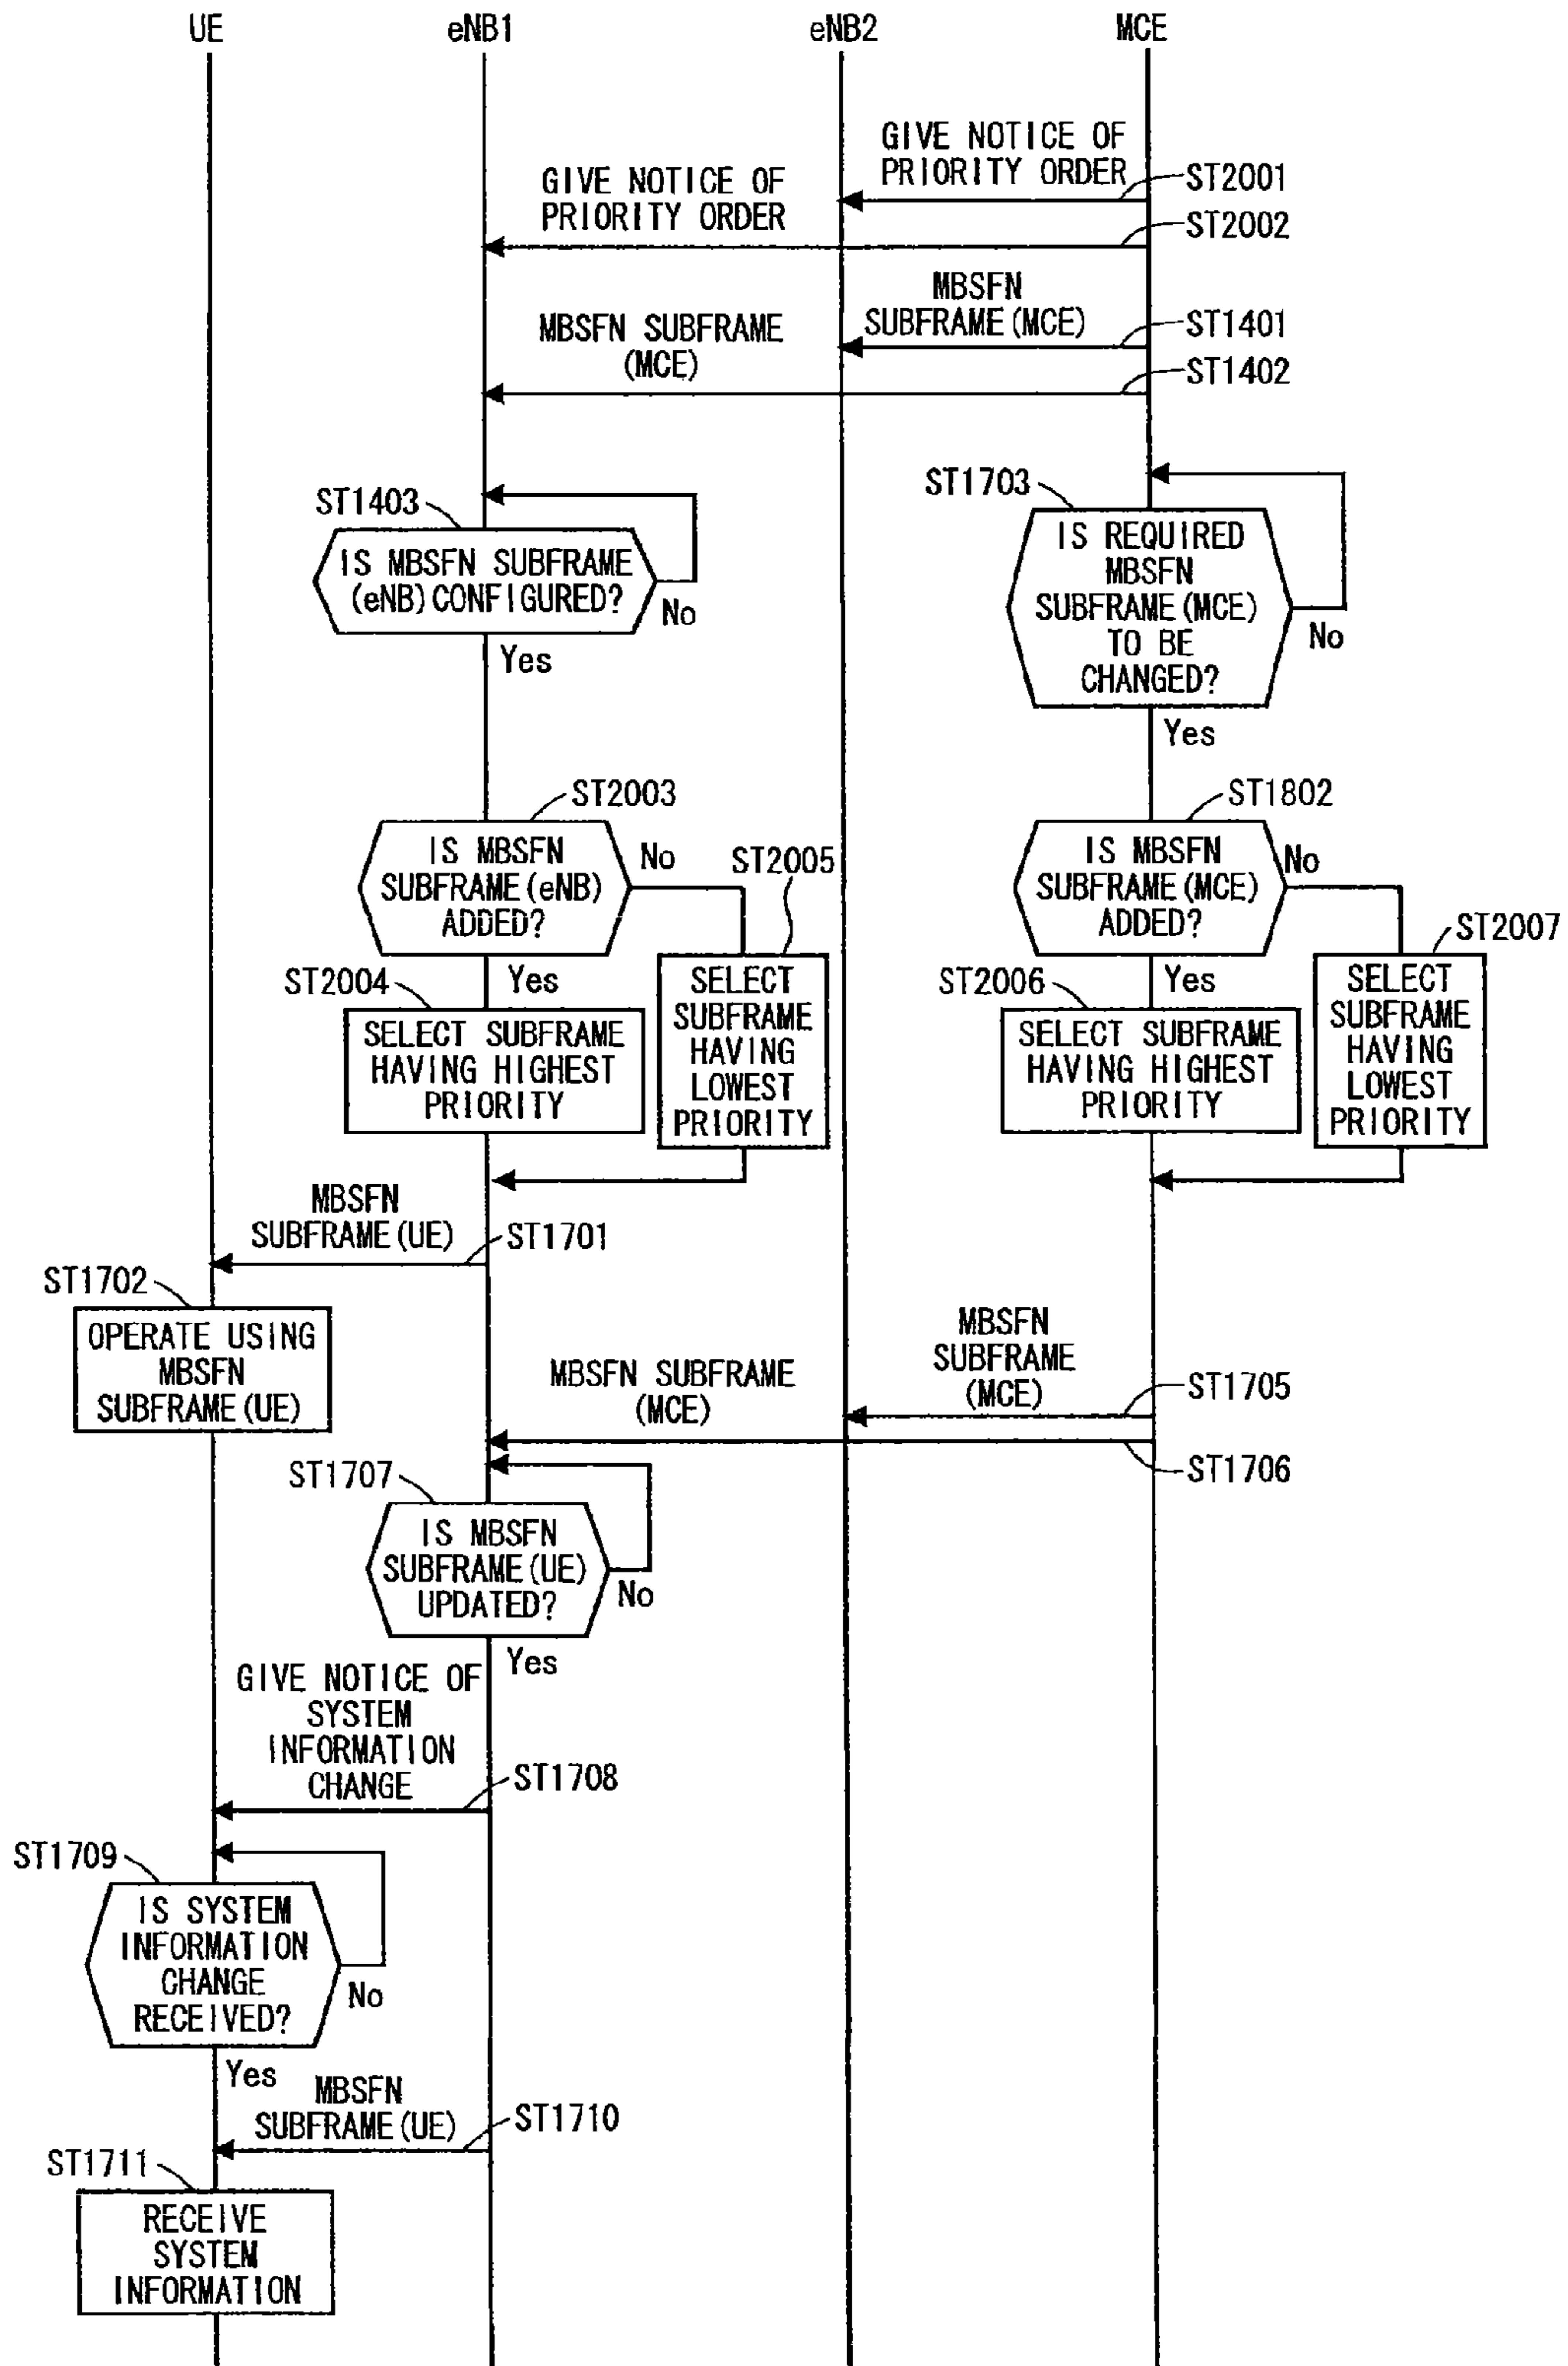 UE
eNB1
eNB2
MCE
GIVE NOTICE OF
PRIORITY ORDER
ST2001
GIVE NOTICE OF
PRIORITY ORDER
ST2002
MBSFN
SUBFRAME(MCE)
ST1401
MBSFN SUBFRAME
(MCE)
ST1402
ST1403
IS MBSFN SUBFRAME
(eNB)CONFIGURED?
No
Yes
ST1703
IS REQUIRED
MBSFN
SUBFRAME(MCE)
TO BE
CHANGED?
No
Yes
ST2003
IS MBSFN
SUBFRAME(eNB)
ADDED?
No
Yes
ST2005
SELECT
SUBFRAME
HAVING
LOWEST
PRIORITY
ST2004
SELECT SUBFRAME
HAVING HIGHEST
PRIORITY
ST1802
IS MBSFN
SUBFRAME(MCE)
ADDED?
No
Yes
ST2007
SELECT
SUBFRAME
HAVING
LOWEST
PRIORITY
ST2006
SELECT SUBFRAME
HAVING HIGHEST
PRIORITY
MBSFN
SUBFRAME(UE)
ST1701
ST1702
OPERATE USING
MBSFN
SUBFRAME(UE)
MBSFN
SUBFRAME
(MCE)
ST1705
MBSFN SUBFRAME
(MCE)
ST1706
ST1707
IS MBSFN
SUBFRAME(UE)
UPDATED?
No
Yes
GIVE NOTICE OF
SYSTEM
INFORMATION
CHANGE
ST1708
ST1709
IS SYSTEM
INFORMATION
CHANGE
RECEIVED?
No
Yes
MBSFN
SUBFRAME(UE)
ST1710
ST1711
RECEIVE
SYSTEM
INFORMATION